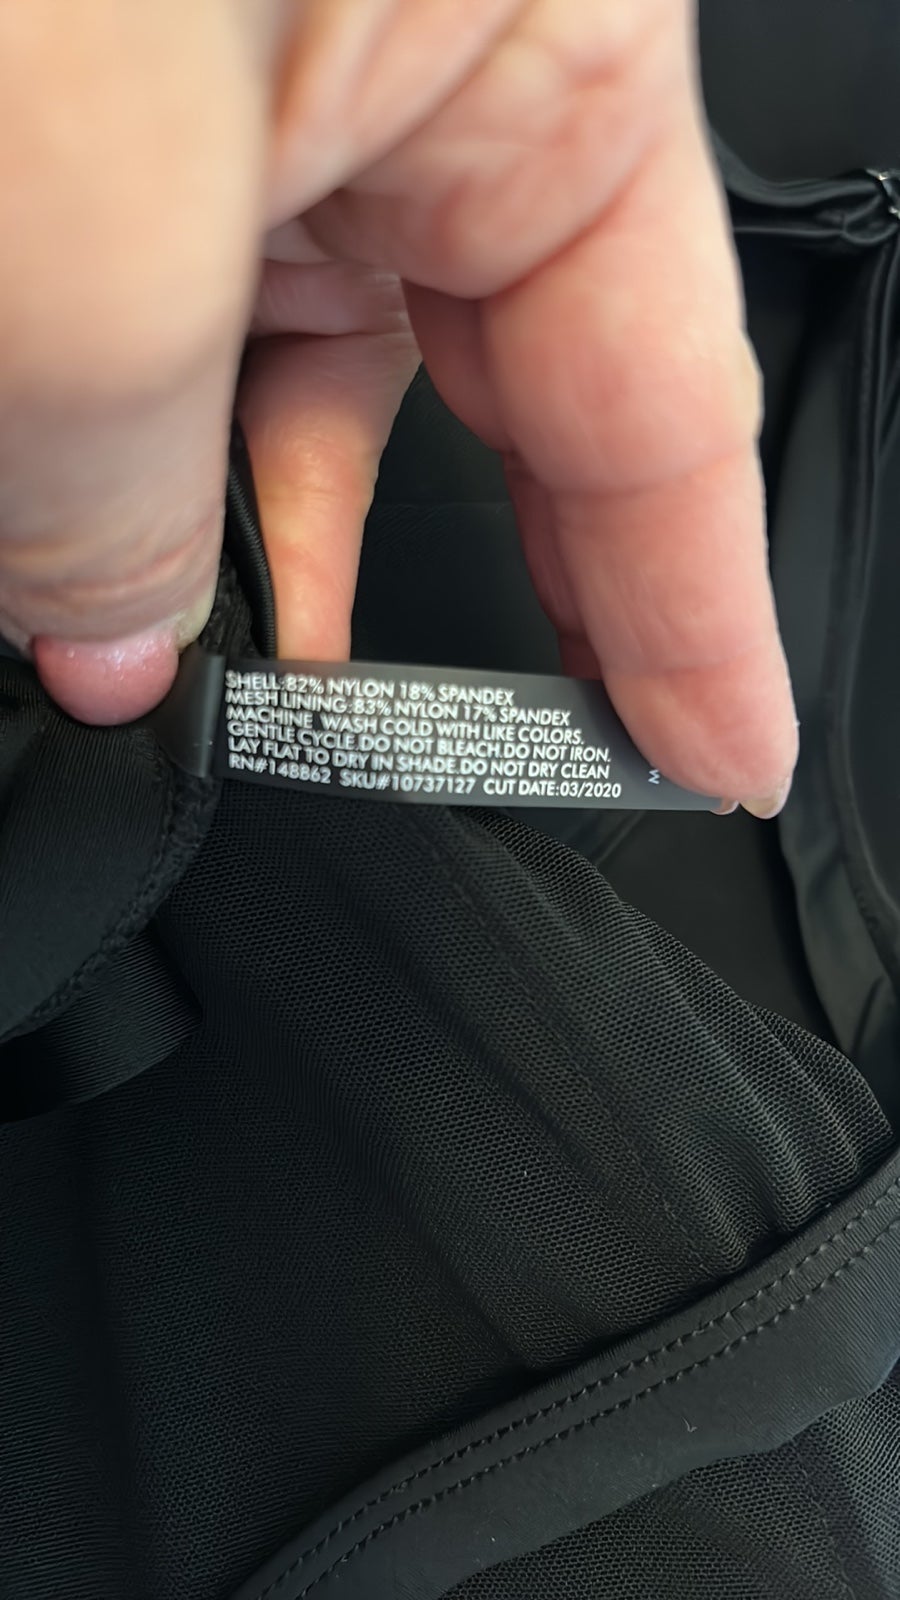 SHELL:82% NYLON 18% SPANDEX
MESH LINING:83% NYLON 17% SPANDEX
MACHINE WASH COLD WITH LIKE COLORS.
GENTLE CYCLE.DO NOT BLEACH.DO NOT IRON.
LAY FLAT TO DRY IN SHADE.DO NOT DRY CLEAN
RN#148862 SKU#10737127 CUT DATE:03/2020